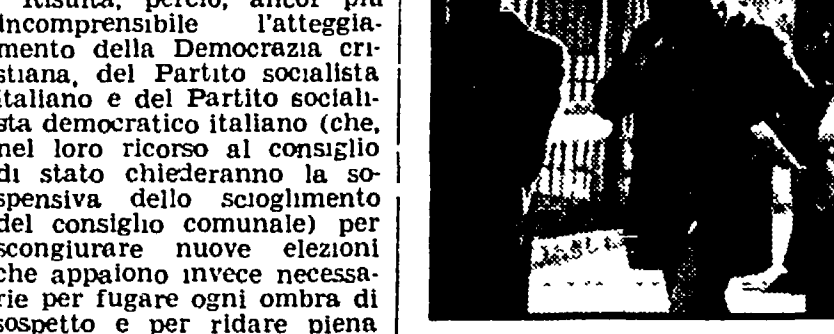 Risulta, perciò, ancor più
incomprensibile l'atteggia-
mento della Democrazia cri-
stiana, del Partito socialista
italiano e del Partito sociali-
sta democratico italiano (che,
nel loro ricorso al consiglio
di stato chiederanno la so-
spensiva dello scioglimento
del consiglio comunale) per
scongiurare nuove elezioni
che appaiono invece necessa-
rie per fugare ogni ombra di
sospetto e per ridare piena